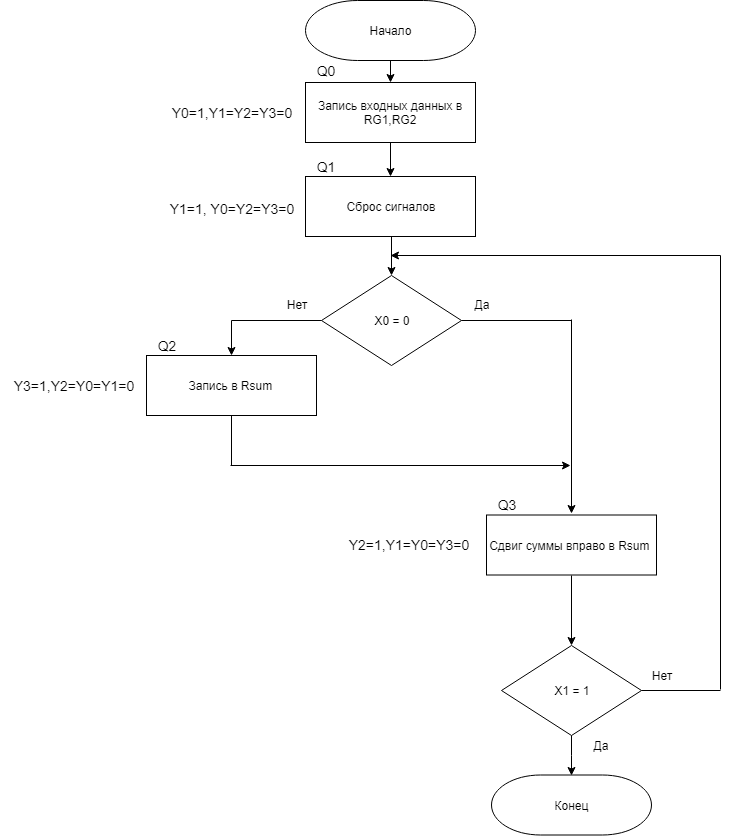 Начало
Q0
Y0=1,Y1=Y2=Y3=0
Запись входных данных в
RG1,RG2
Q1
Y1=1, Y0=Y2=Y3=0
Сброс сигналов
Нет
X0 = 0
Да
Q2
Y3=1,Y2=Y0=Y1=0
Запись в Rsum
Q3
Y2=1,Y1=Y0=Y3=0
Сдвиг суммы вправо в Rsum
X1 = 1
Нет
Да
Конец